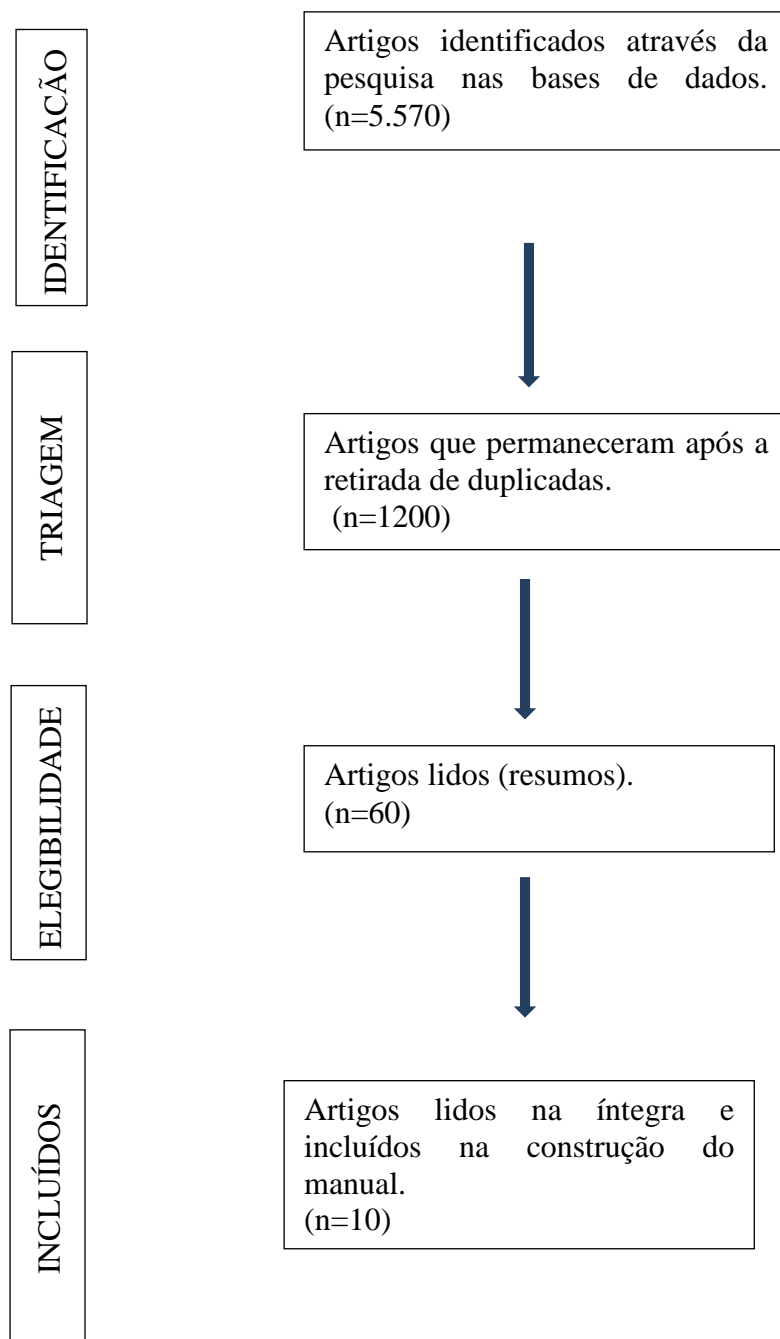 IDENTIFICAÇÃO
Artigos identificados através da
pesquisa nas bases de dados.
(n=5.570)
TRIAGEM
Artigos que permaneceram após a
retirada de duplicadas.
(n=1200)
ELEGIBILIDADE
Artigos lidos (resumos).
(n=60)
INCLUÍDOS
Artigos lidos na íntegra e
incluídos na construção do
manual.
(n=10)